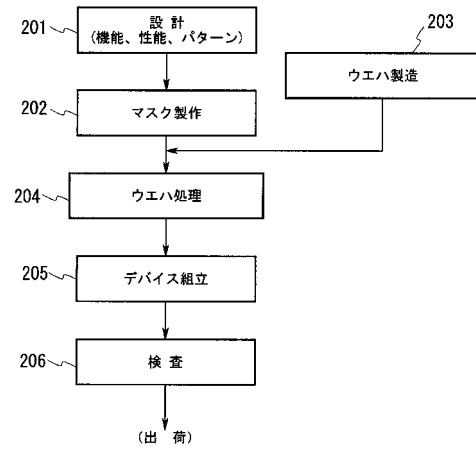 201
設 計
(機能、性能、パターン)
203
ウエハ製造
202
マスク製作
204
ウエハ処理
205
デバイス組立
206
検 査
(出 荷)